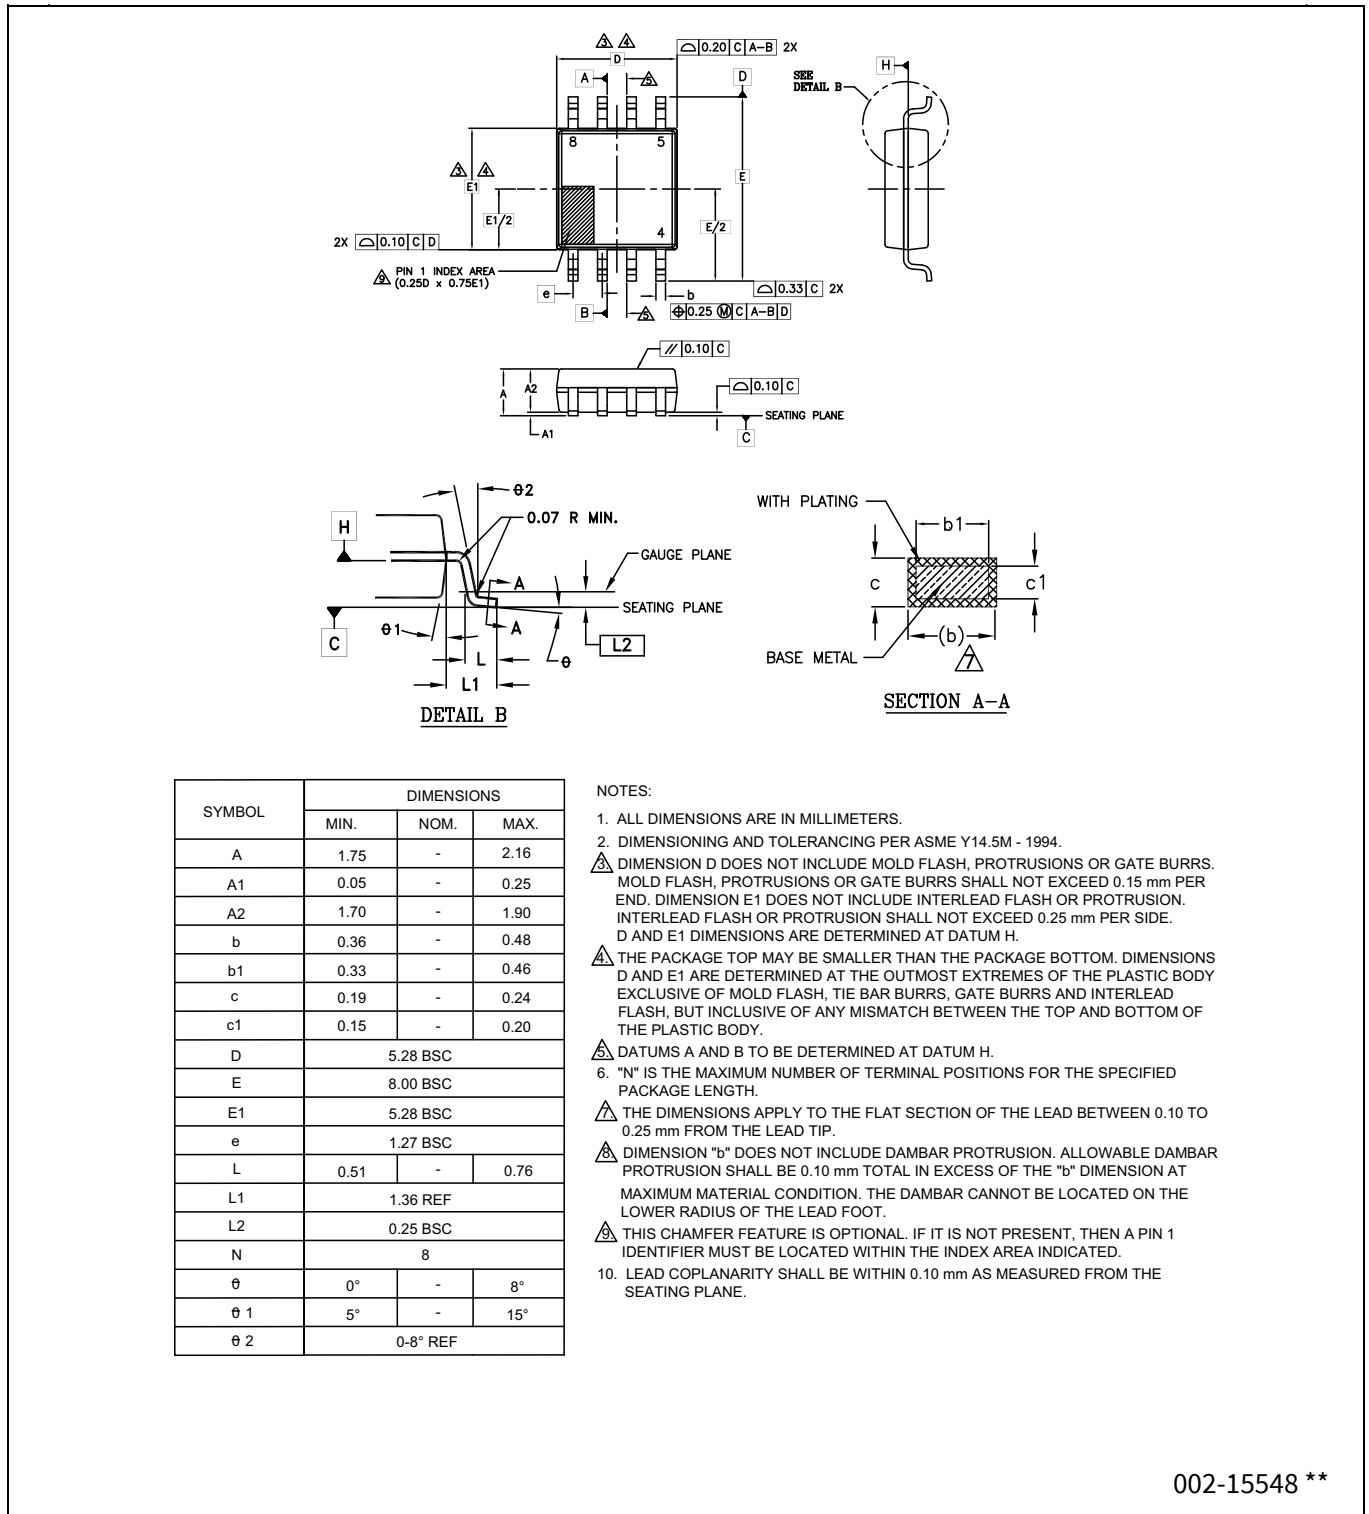 3 4
D
0.20 C A-B 2X
A
5
D
SEE
DETAIL B
H
8 5
3 4
E1
E1/2
E
E/2
4
2X 0.10 C D
9 PIN 1 INDEX AREA
(0.25D x 0.75E1)
e
b
0.33 C 2X
B
5
0.25 M C A-B D
// 0.10 C
A
A2
0.10 C
SEATING PLANE
A1
C
θ2
0.07 R MIN.
H
GAUGE PLANE
A
SEATING PLANE
C
θ1
A
L2
L
θ
L1
DETAIL B
WITH PLATING
b1
c
c1
(b)
BASE METAL
7
SECTION A-A
SYMBOL DIMENSIONS
MIN. NOM. MAX.
A 1.75 - 2.16
A1 0.05 - 0.25
A2 1.70 - 1.90
b 0.36 - 0.48
b1 0.33 - 0.46
c 0.19 - 0.24
c1 0.15 - 0.20
D 5.28 BSC
E 8.00 BSC
E1 5.28 BSC
e 1.27 BSC
L 0.51 - 0.76
L1 1.36 REF
L2 0.25 BSC
N 8
θ 0° - 8°
θ 1 5° - 15°
θ 2 0-8° REF
NOTES:
1. ALL DIMENSIONS ARE IN MILLIMETERS.
2. DIMENSIONING AND TOLERANCING PER ASME Y14.5M - 1994.
3. DIMENSION D DOES NOT INCLUDE MOLD FLASH, PROTRUSIONS OR GATE BURRS.
MOLD FLASH, PROTRUSIONS OR GATE BURRS SHALL NOT EXCEED 0.15 mm PER
END. DIMENSION E1 DOES NOT INCLUDE INTERLEAD FLASH OR PROTRUSION.
INTERLEAD FLASH OR PROTRUSION SHALL NOT EXCEED 0.25 mm PER SIDE.
D AND E1 DIMENSIONS ARE DETERMINED AT DATUM H.
4. THE PACKAGE TOP MAY BE SMALLER THAN THE PACKAGE BOTTOM. DIMENSIONS
D AND E1 ARE DETERMINED AT THE OUTMOST EXTREMES OF THE PLASTIC BODY
EXCLUSIVE OF MOLD FLASH, TIE BAR BURRS, GATE BURRS AND INTERLEAD
FLASH, BUT INCLUSIVE OF ANY MISMATCH BETWEEN THE TOP AND BOTTOM OF
THE PLASTIC BODY.
5. DATUMS A AND B TO BE DETERMINED AT DATUM H.
6. "N" IS THE MAXIMUM NUMBER OF TERMINAL POSITIONS FOR THE SPECIFIED
PACKAGE LENGTH.
7. THE DIMENSIONS APPLY TO THE FLAT SECTION OF THE LEAD BETWEEN 0.10 TO
0.25 mm FROM THE LEAD TIP.
8. DIMENSION "b" DOES NOT INCLUDE DAMBAR PROTRUSION. ALLOWABLE DAMBAR
PROTRUSION SHALL BE 0.10 mm TOTAL IN EXCESS OF THE "b" DIMENSION AT
MAXIMUM MATERIAL CONDITION. THE DAMBAR CANNOT BE LOCATED ON THE
LOWER RADIUS OF THE LEAD FOOT.
9. THIS CHAMFER FEATURE IS OPTIONAL. IF IT IS NOT PRESENT, THEN A PIN 1
IDENTIFIER MUST BE LOCATED WITHIN THE INDEX AREA INDICATED.
10. LEAD COPLANARITY SHALL BE WITHIN 0.10 mm AS MEASURED FROM THE
SEATING PLANE.
002-15548 **